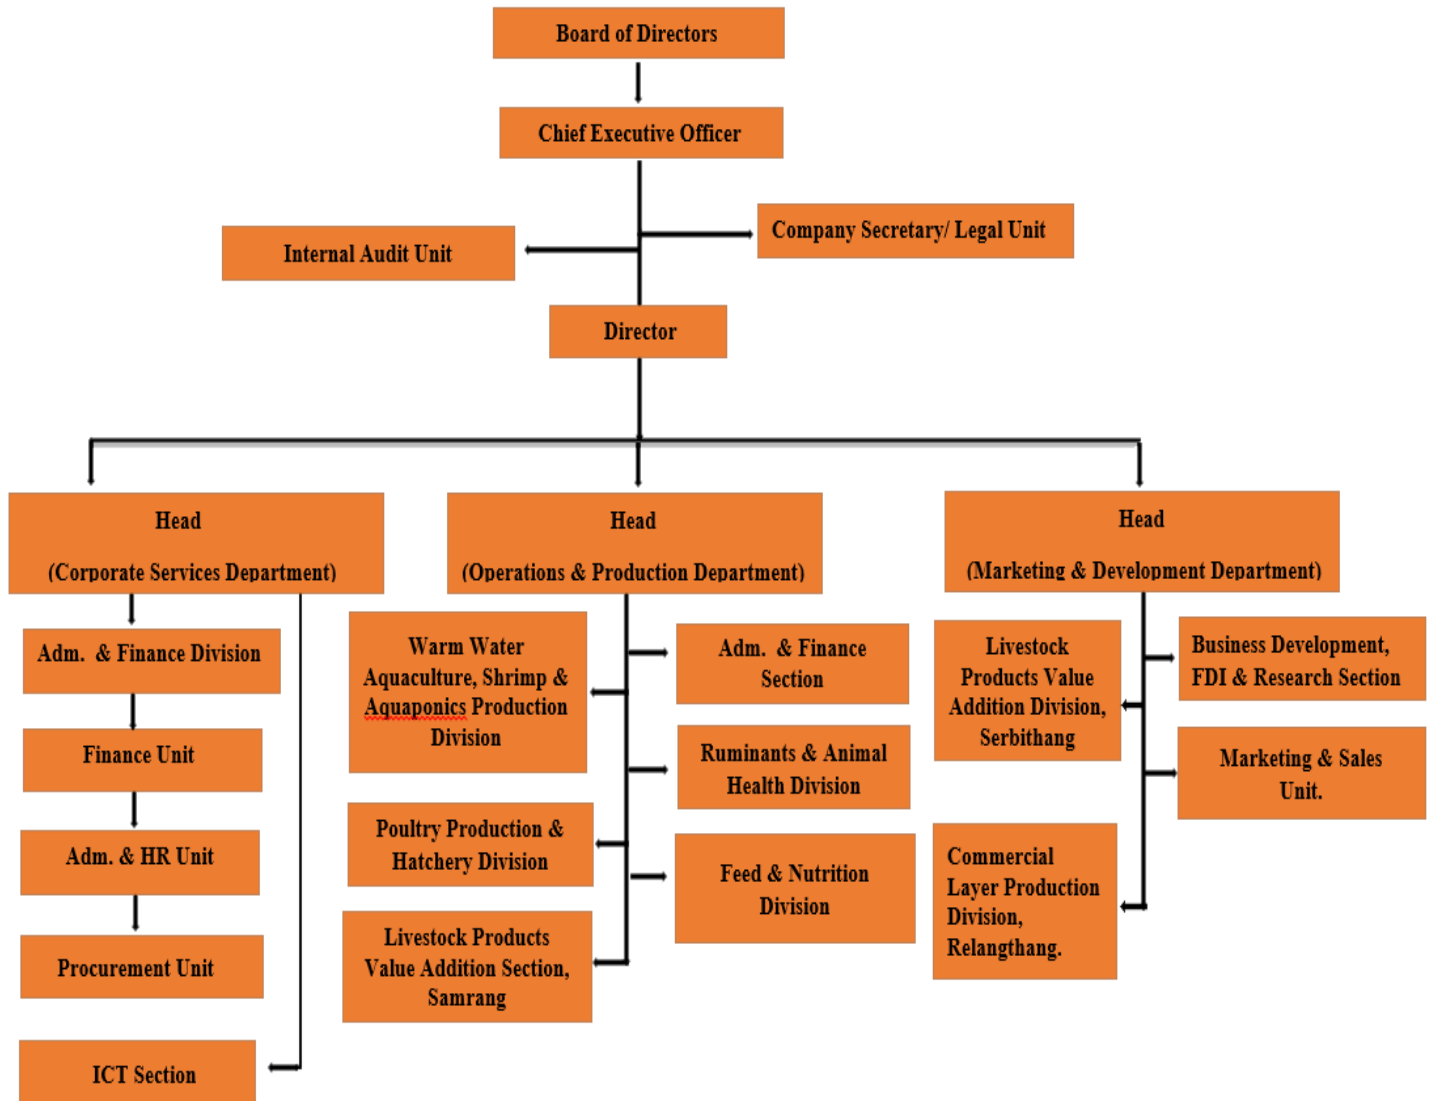 Board of Directors
Chief Executive Officer
Company Secretary/ Legal Unit
Internal Audit Unit
Director
Head
(Corporate Services Department)
Adm. & Finance Division
Finance Unit
Adm. & HR Unit
Procurement Unit
ICT Section
Head
(Operations & Production Department)
Warm Water
Aquaculture, Shrimp &
Aquaponics Production
Division
Poultry Production &
Hatchery Division
Livestock Products
Value Addition Section,
Samrang
Adm. & Finance
Section
Ruminants & Animal
Health Division
Feed & Nutrition
Division
Head
(Marketing & Development Department)
Livestock
Products Value
Addition Division,
Serbithang
Commercial
Layer Production
Division,
Relangthang.
Business Development,
FDI & Research Section
Marketing & Sales
Unit.